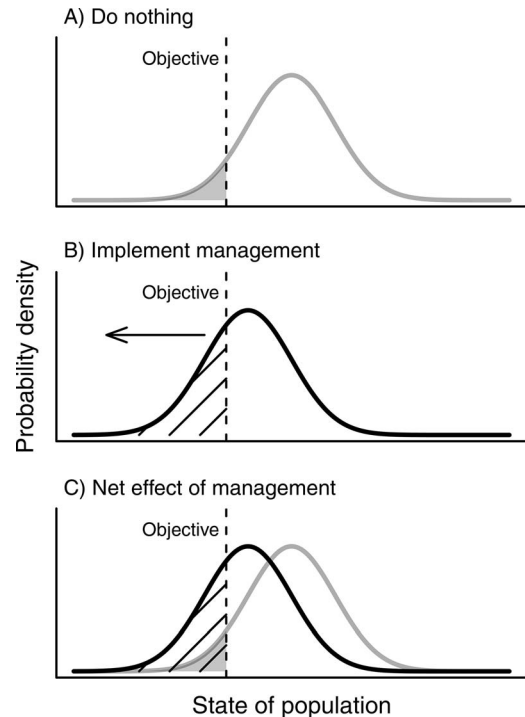 A) Do nothing
Objective
B) Implement management
Objective
Probability density
C) Net effect of management
Objective
State of population